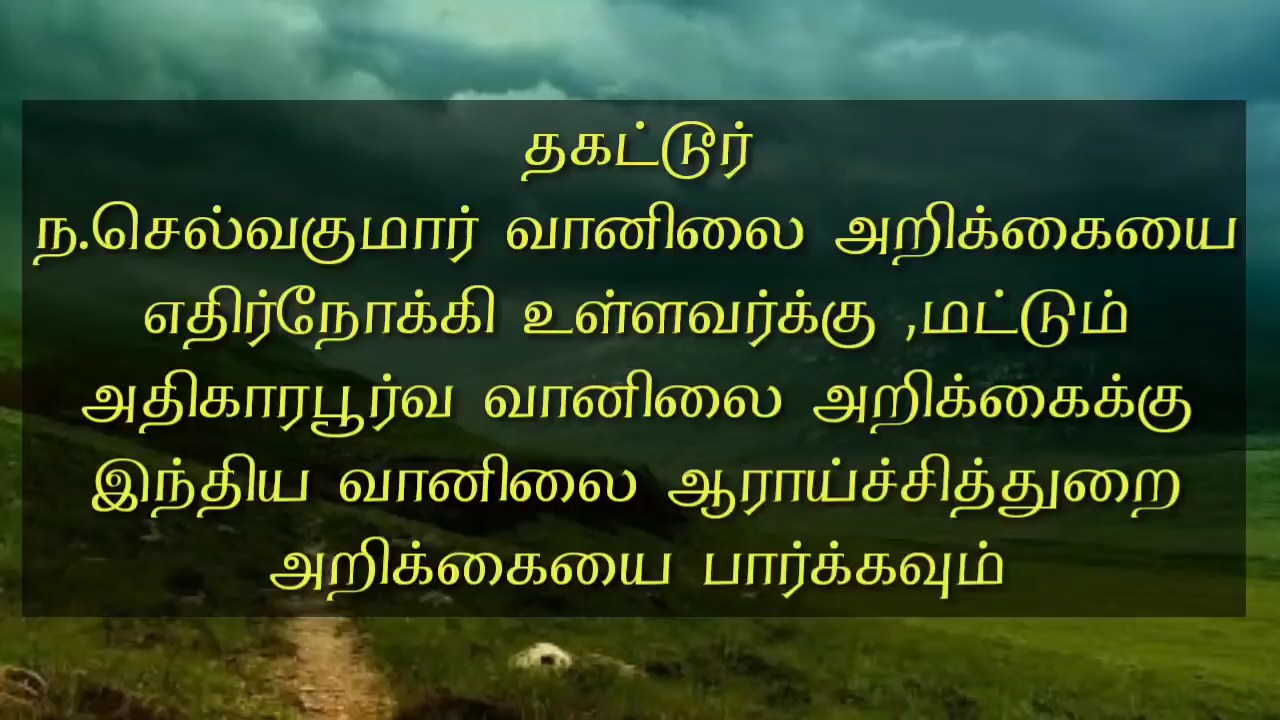 தகட்டூர்
ந.செல்வகுமார் வானிலை அறிக்கையை
எதிர்நோக்கி உள்ளவர்க்கு ,மட்டும்
அதிகாரபூர்வ வானிலை அறிக்கைக்கு
இந்திய வானிலை ஆராய்ச்சித்துறை
அறிக்கையை பார்க்கவும்